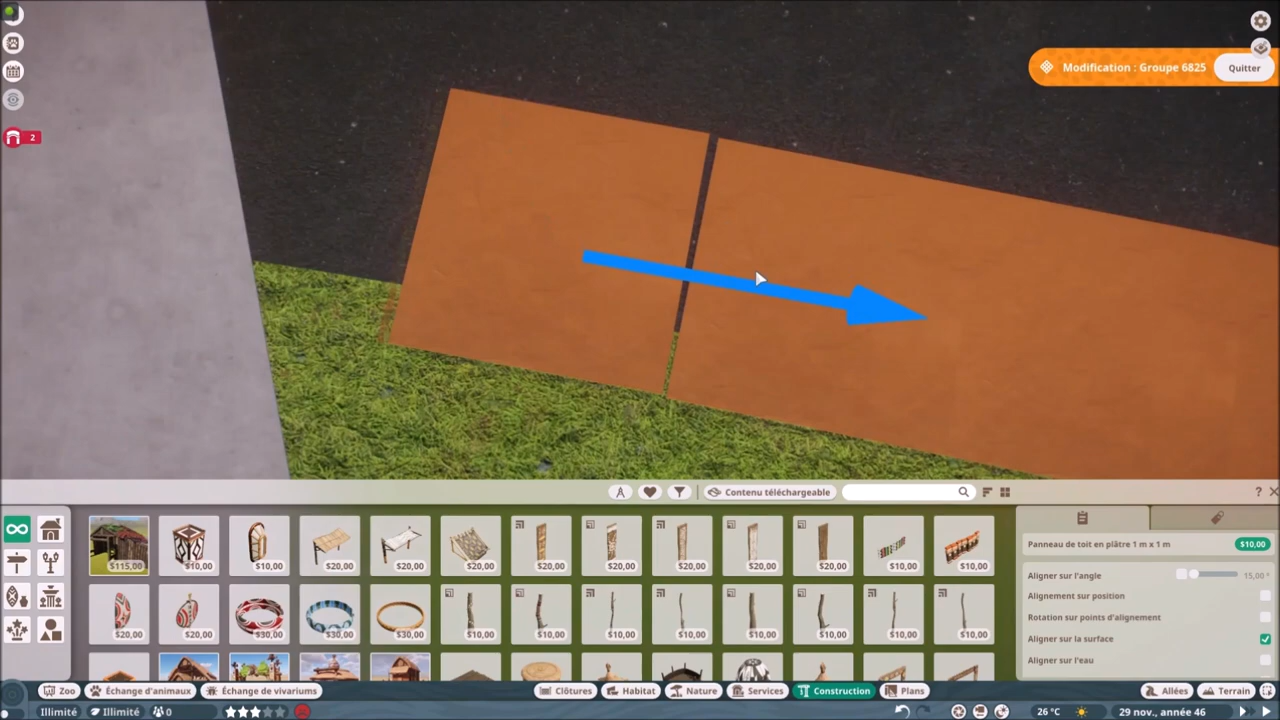 Modification : Groupe 6825
Quitter
2
Contenu téléchargeable
?
$115,00
$10,00
$10,00
$20,00
$20,00
$20,00
$20,00
$20,00
$20,00
$20,00
$20,00
$10,00
$10,00
$20,00
$20,00
$30,00
$30,00
$30,00
$10,00
$10,00
$10,00
$10,00
$10,00
$10,00
$10,00
$10,00
Panneau de toit en plâtre 1 m x 1 m
$10,00
Aligner sur l'angle
15,00 °
Alignement sur position
Rotation sur points d'alignement
Aligner sur la surface
Aligner sur l'eau
Zoo
Échange d'animaux
Échange de vivariums
Clôtures
Habitat
Nature
Services
Construction
Plans
Allées
Terrain
Illimité
Illimité
0
26 °C
29 nov., année 46